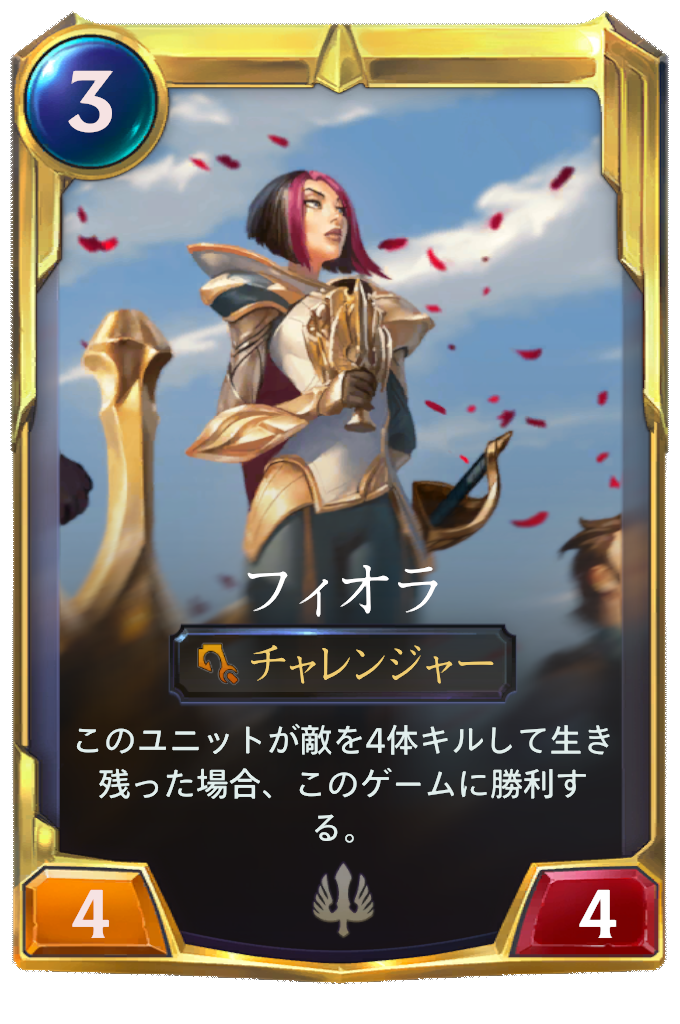 3
フィオラ
チャレンジャー
このユニットが敵を4体キルして生き
残った場合、このゲームに勝利す
る。
4
4